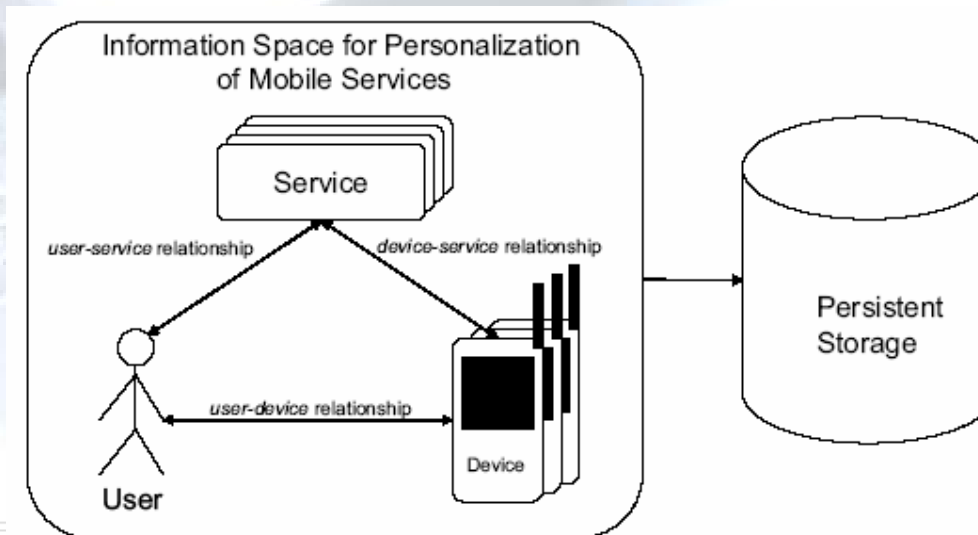 Information Space for Personalization
of Mobile Services
Service
user-service relationship
device-service relationship
Persistent
Storage
user-device relationship
Device
User